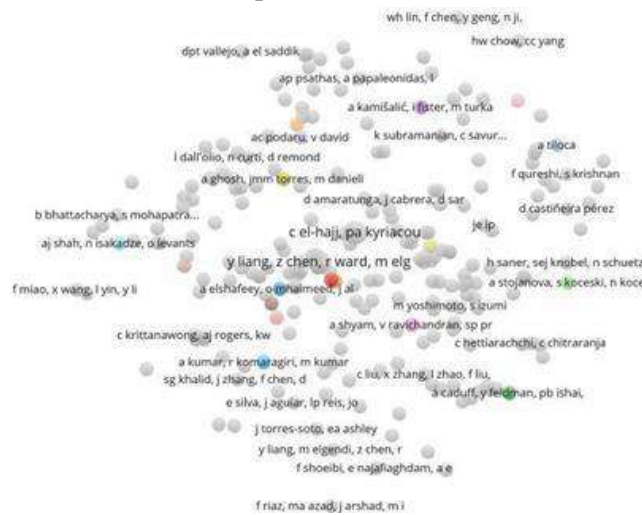 wh lin, f chen, y geng, n ji,
hw chow, cc yang
dpt vallejo, a el saddik
ap psathas, a papaleonidas, l
a kamišalić, i fister, m turka
ac podaru, v david
k subramanian, c savur...
a tiloca
l dall'olio, n curti, d remond
a ghosh, jmm torres, m danieli
f qureshi, s krishnan
d amaratunga, j cabrera, d sar
d castiñeira pérez
b bhattacharya, s mohapatra...
c el-hajj, pa kyriacou
je ip
aj shah, n isakadze, o levants
y liang, z chen, r ward, m elg
h saner, sej knobel, n schuetz
a stojanova, s koceski, n koce
f miao, x wang, l yin, y li
a elshafeey, o mhaimeed, j al
m yoshimoto, s izumi
a shyam, v ravichandran, sp pr
c krittanawong, aj rogers, kw
c hettiarachchi, c chitraranja
a kumar, r komaragiri, m kumar
c liu, x zhang, l zhao, f liu,
sg khalid, j zhang, f chen, d
a caduff, y feldman, pb ishai,
e silva, j aguiar, lp reis, jo
j torres-soto, ea ashley
y liang, m elgendi, z chen, r
f shoeibi, e najafiaghdam, a e
f riaz, ma azad, j arshad, m i